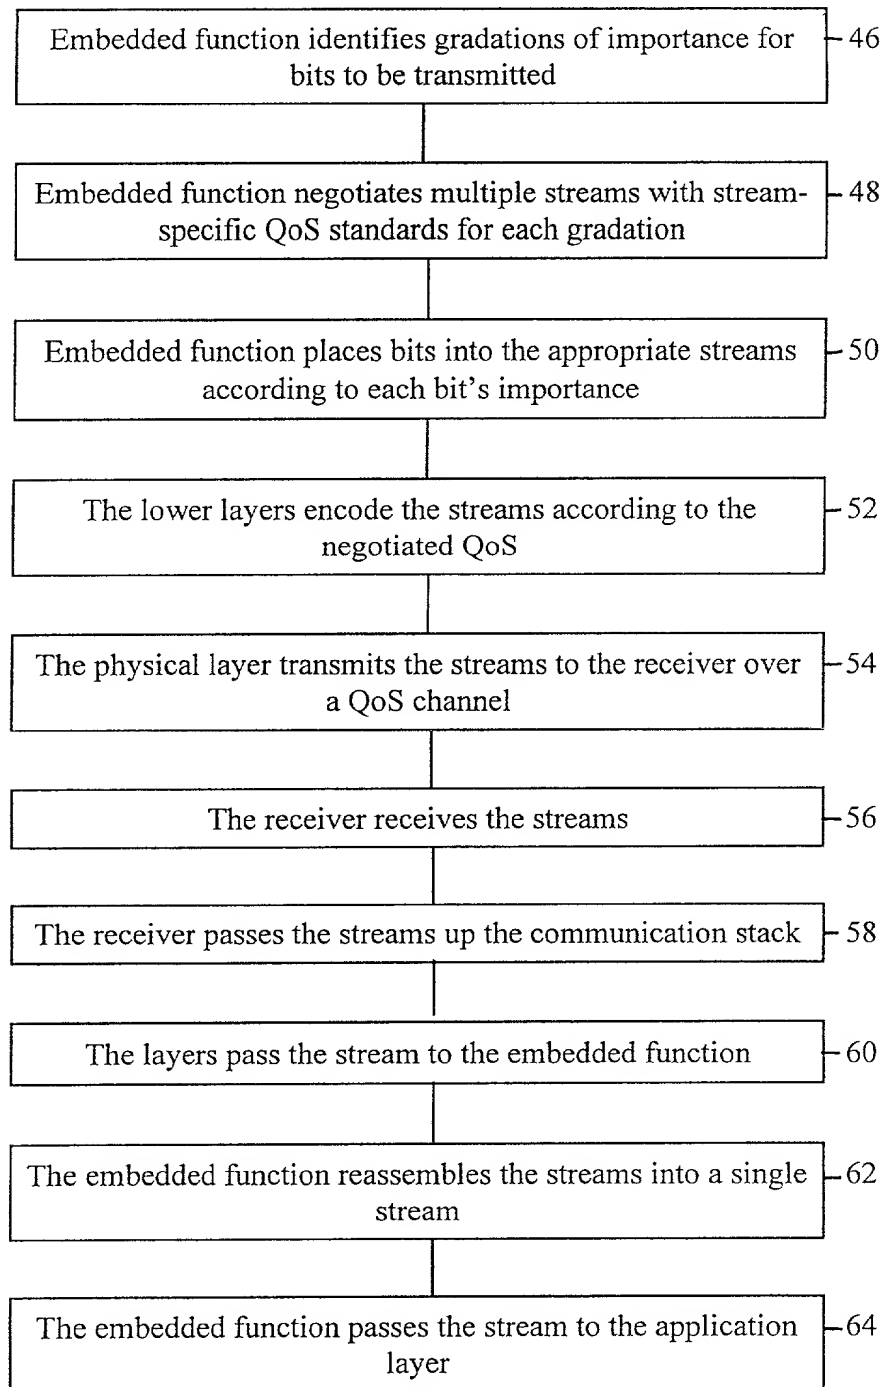 Embedded function identifies gradations of importance for
bits to be transmitted
46
Embedded function negotiates multiple streams with stream-
specific QoS standards for each gradation
48
Embedded function places bits into the appropriate streams
according to each bit's importance
50
The lower layers encode the streams according to the
negotiated QoS
52
The physical layer transmits the streams to the receiver over
a QoS channel
54
The receiver receives the streams
56
The receiver passes the streams up the communication stack
58
The layers pass the stream to the embedded function
60
The embedded function reassembles the streams into a single
stream
62
The embedded function passes the stream to the application
layer
64